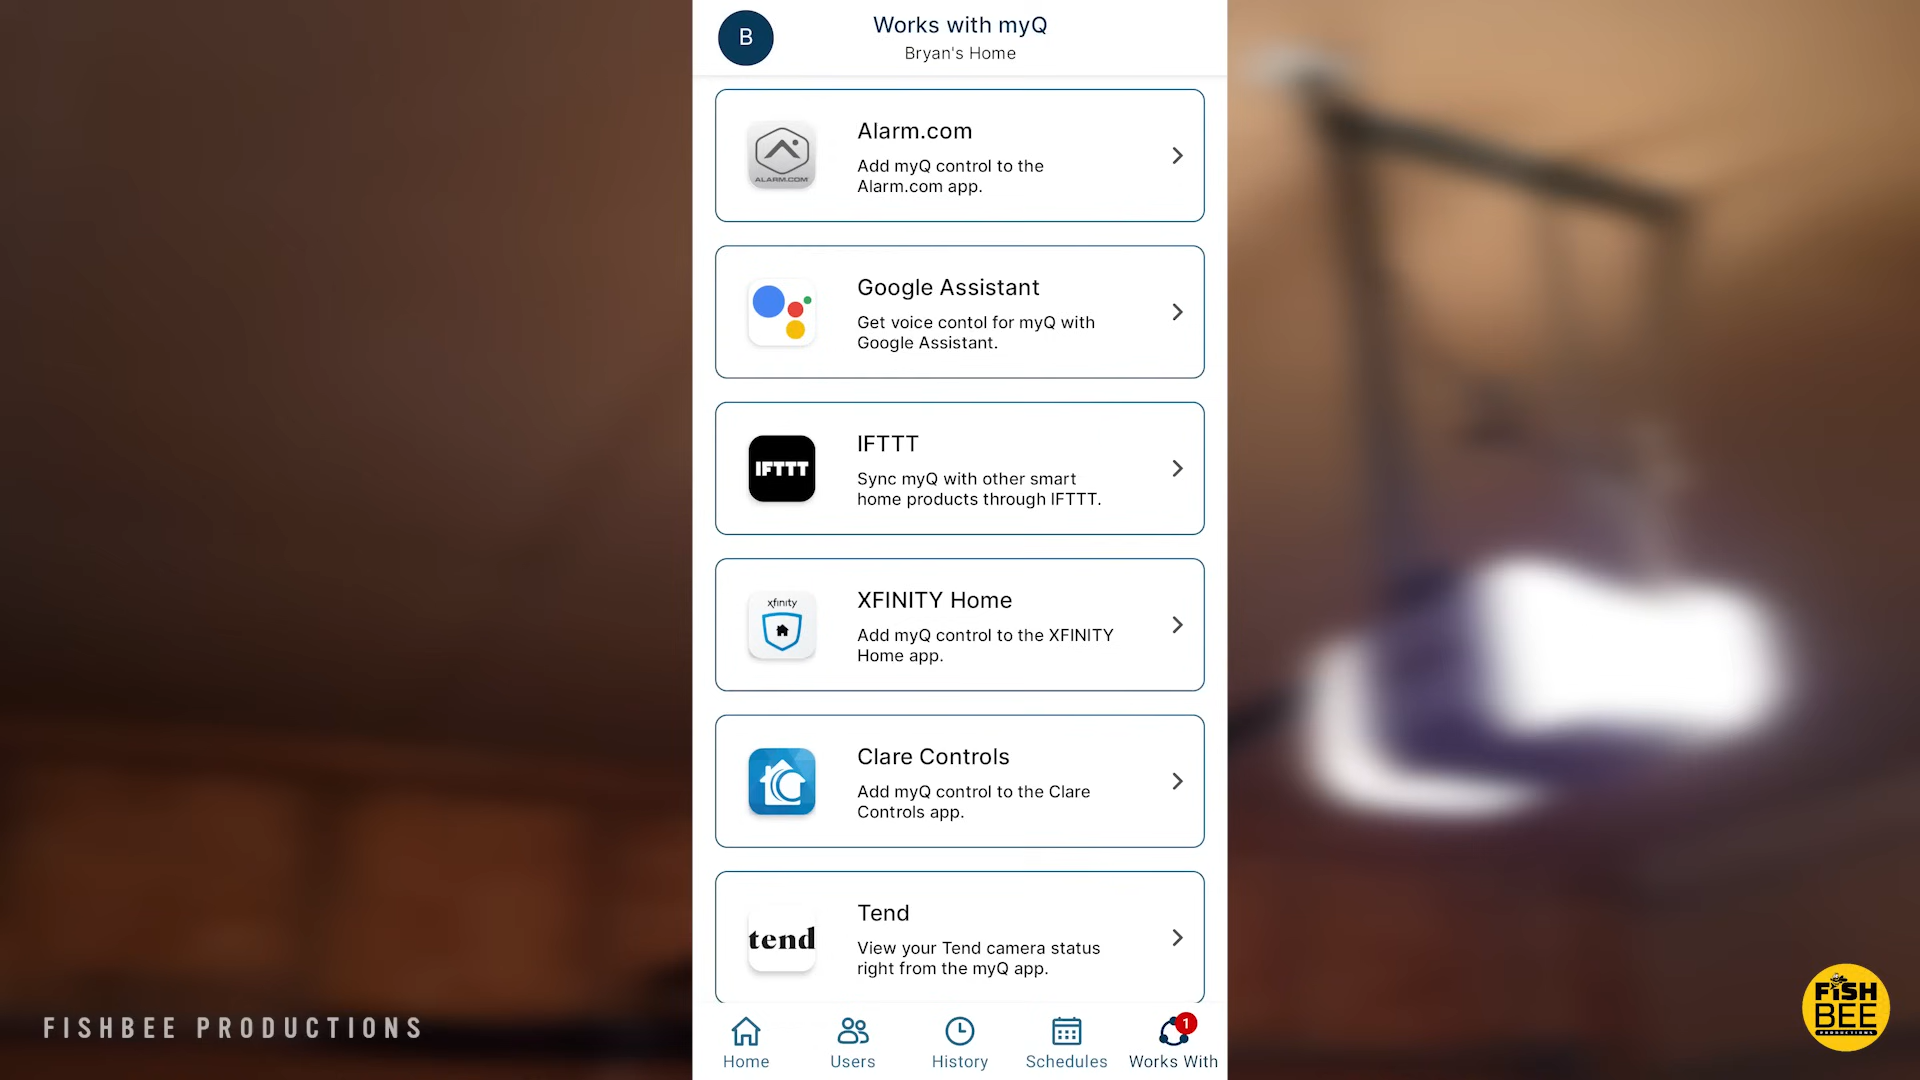 B
Works with myQ
Bryan's Home
ALARM.COM
Alarm.com
Add myQ control to the
Alarm.com app.
Google Assistant
Get voice contol for myQ with
Google Assistant.
IFTTT
IFTTT
Sync myQ with other smart
home products through IFTTT.
xfinity
XFINITY Home
Add myQ control to the XFINITY
Home app.
Clare Controls
Add myQ control to the Clare
Controls app.
tend
Tend
View your Tend camera status
right from the myQ app.
Home
Users
History
Schedules
1
Works With
FISHBEE PRODUCTIONS
FISH
BEE
PRODUCTIONS